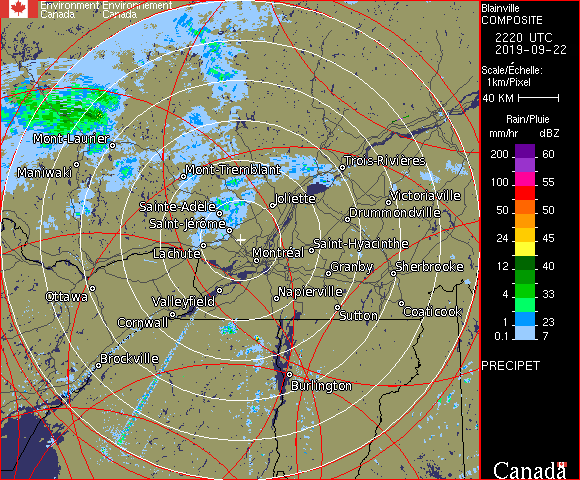 Environment Environnement
Canada Canada
Blainville
COMPOSITE
2220 UTC
2019-09-22
Scale/Échelle:
1km/Pixel
40 KM
Rain/Pluie
mm/hr dBZ
200 60
100 55
50 50
24 45
12 40
4 33
1 23
0.1 7
PRECIPET
Canada
Mont-Laurier
Maniwaki
Mont-Tremblant
Trois-Rivières
Sainte-Adèle
Joliette
Victoriaville
Saint-Jérôme
Drummondville
Lachute
Montréal
Saint-Hyacinthe
Granby
Sherbrooke
Ottawa
Valleyfield
Napierville
Cornwall
Sutton
Coaticook
Brockville
Burlington